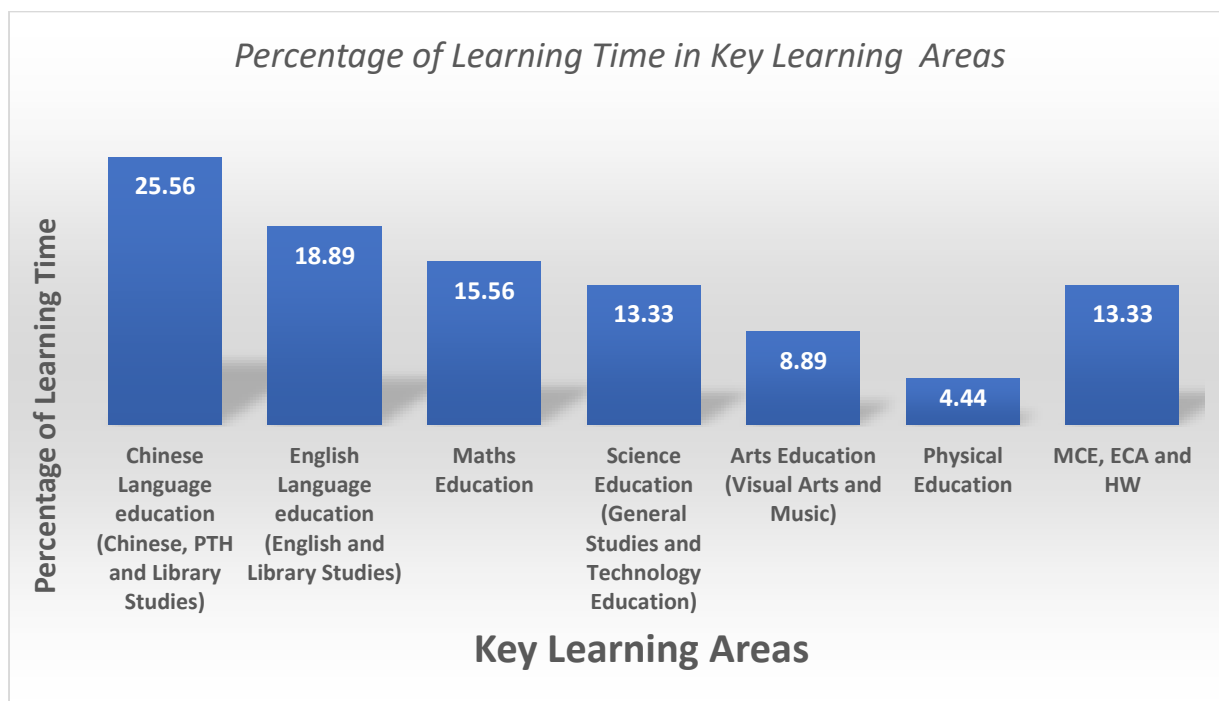 Percentage of Learning Time in Key Learning Areas
Percentage of Learning Time
25.56
18.89
15.56
13.33
8.89
4.44
13.33
Chinese
Language
education
(Chinese, PTH
and Library
Studies)
English
Language
education
(English and
Library Studies)
Maths
Education
Science
Education
(General
Studies and
Technology
Education)
Arts Education
(Visual Arts and
Music)
Physical
Education
MCE, ECA and
HW
Key Learning Areas